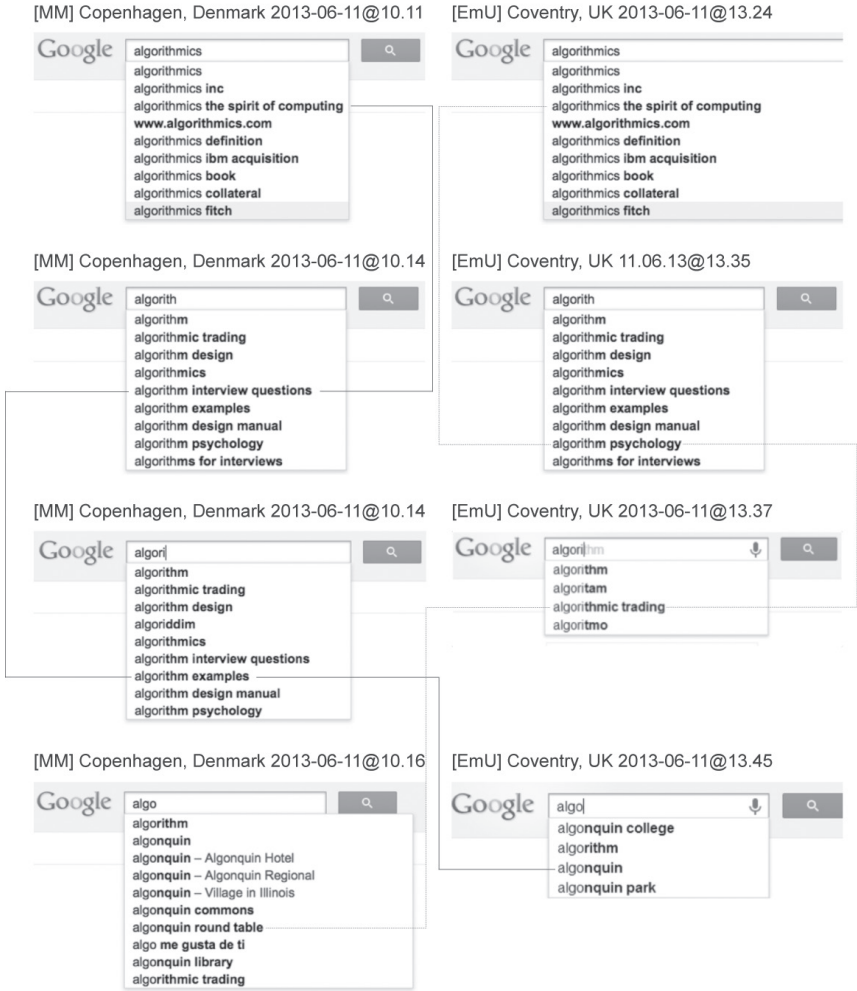 [MM] Copenhagen, Denmark 2013-06-11@10.11
Google algorithmics
algorithmics
algorithmics inc
algorithmics the spirit of computing
www.algorithmics.com
algorithmics definition
algorithmics ibm acquisition
algorithmics book
algorithmics collateral
algorithmics fitch
[EmU] Coventry, UK 2013-06-11@13.24
Google algorithmics
algorithmics
algorithmics inc
algorithmics the spirit of computing
www.algorithmics.com
algorithmics definition
algorithmics ibm acquisition
algorithmics book
algorithmics collateral
algorithmics fitch
[MM] Copenhagen, Denmark 2013-06-11@10.14
Google algorith
algorithm
algorithmic trading
algorithm design
algorithmics
algorithm interview questions
algorithm examples
algorithm design manual
algorithm psychology
algorithms for interviews
[EmU] Coventry, UK 11.06.13@13.35
Google algorith
algorithm
algorithmic trading
algorithm design
algorithmics
algorithm interview questions
algorithm examples
algorithm design manual
algorithm psychology
algorithms for interviews
[MM] Copenhagen, Denmark 2013-06-11@10.14
Google algori
algorithm
algorithmic trading
algorithm design
algoriddim
algorithmics
algorithm interview questions
algorithm examples
algorithm design manual
algorithm psychology
[EmU] Coventry, UK 2013-06-11@13.37
Google algorithm
algorithm
algoritam
algorithmic trading
algoritmo
[MM] Copenhagen, Denmark 2013-06-11@10.16
Google algo
algorithm
algonquin
algonquin – Algonquin Hotel
algonquin – Algonquin Regional
algonquin – Village in Illinois
algonquin commons
algonquin round table
algo me gusta de ti
algonquin library
algorithmic trading
[EmU] Coventry, UK 2013-06-11@13.45
Google algo
algonquin college
algorithm
algonquin
algonquin park